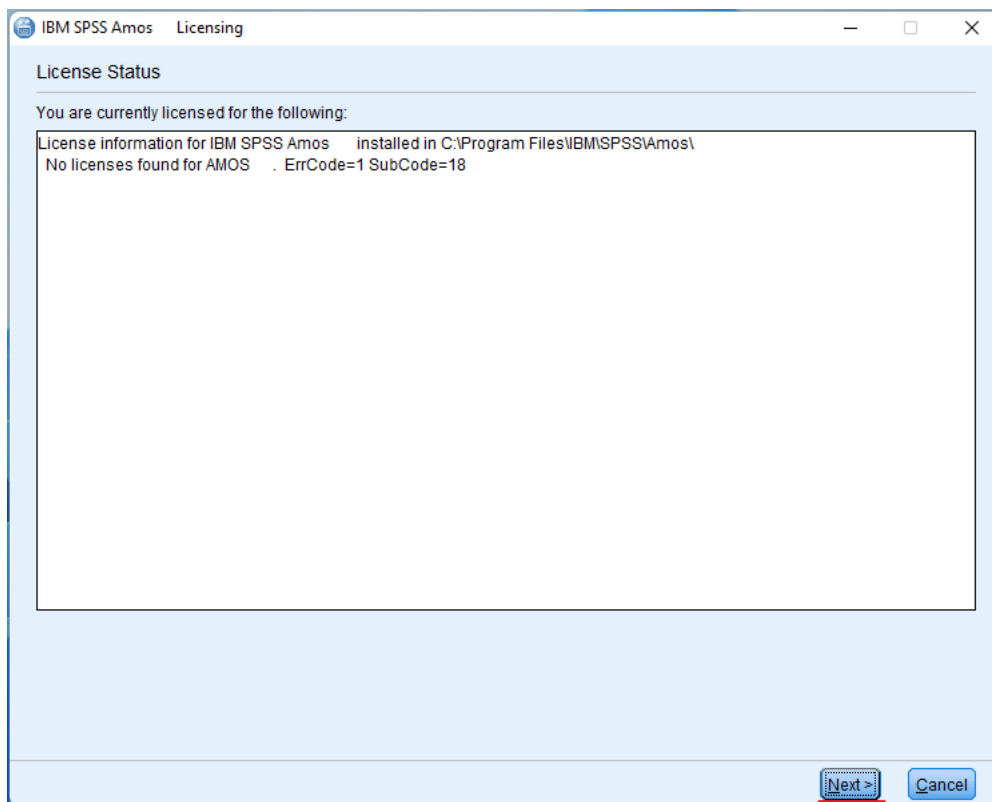 IBM SPSS Amos Licensing
License Status
You are currently licensed for the following:
License information for IBM SPSS Amos installed in C:\Program Files\IBM\SPSS\Amos\
No licenses found for AMOS . ErrCode=1 SubCode=18
Next >
Cancel